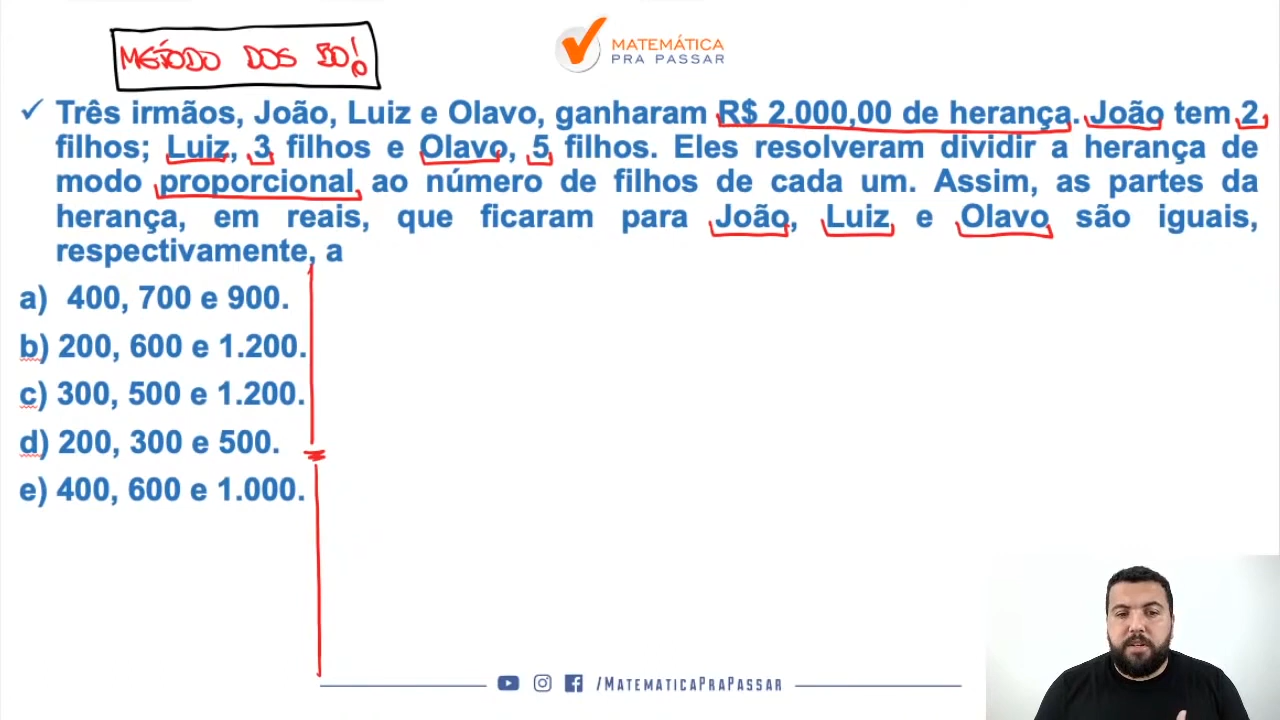 MÉTODO DOS 50!
MATEMÁTICA
PRA PASSAR
✓ Três irmãos, João, Luiz e Olavo, ganharam R$ 2.000,00 de herança. João tem 2
filhos; Luiz, 3 filhos e Olavo, 5 filhos. Eles resolveram dividir a herança de
modo proporcional ao número de filhos de cada um. Assim, as partes da
herança, em reais, que ficaram para João, Luiz e Olavo são iguais,
respectivamente, a
a) 400, 700 e 900.
b) 200, 600 e 1.200.
c) 300, 500 e 1.200.
d) 200, 300 e 500.
e) 400, 600 e 1.000.
/MATEMATICAPRAPASSAR